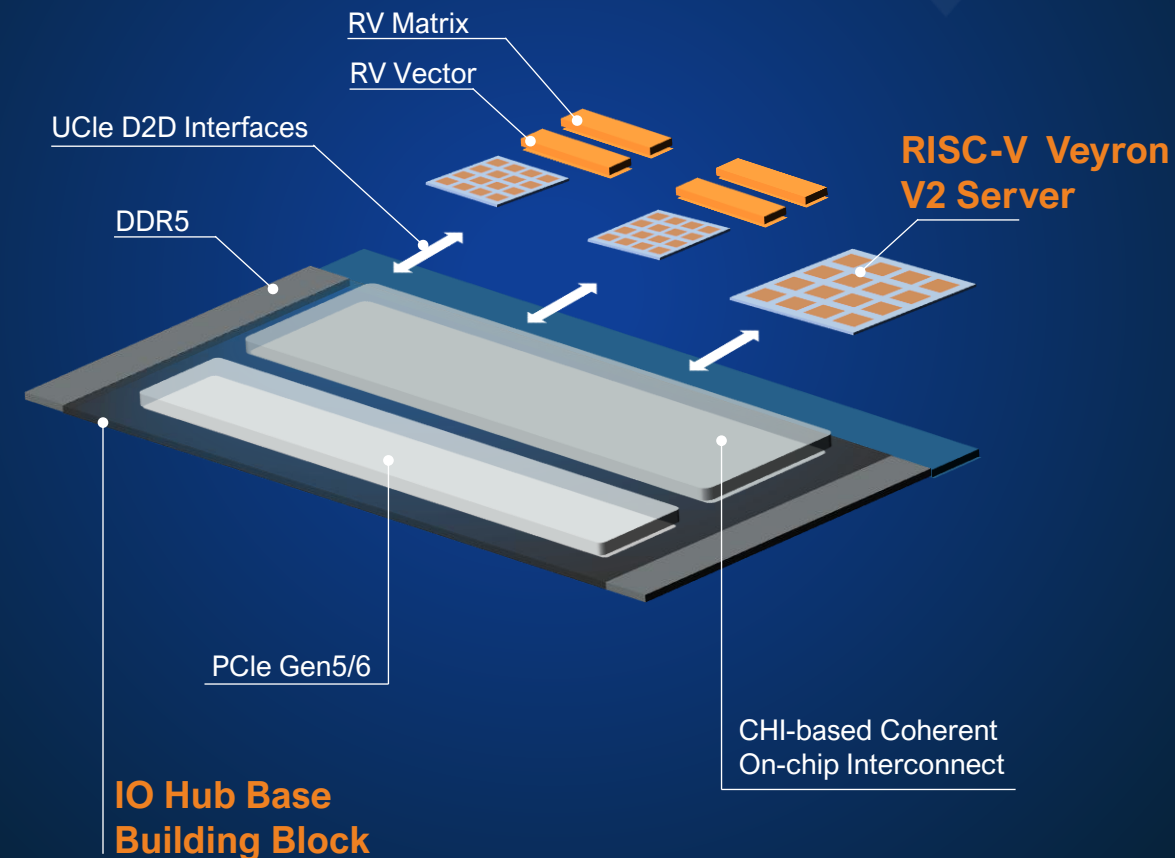 RV Matrix
RV Vector
UCIe D2D Interfaces
RISC-V Veyron
V2 Server
DDR5
PCIe Gen5/6
CHI-based Coherent
On-chip Interconnect
IO Hub Base
Building Block